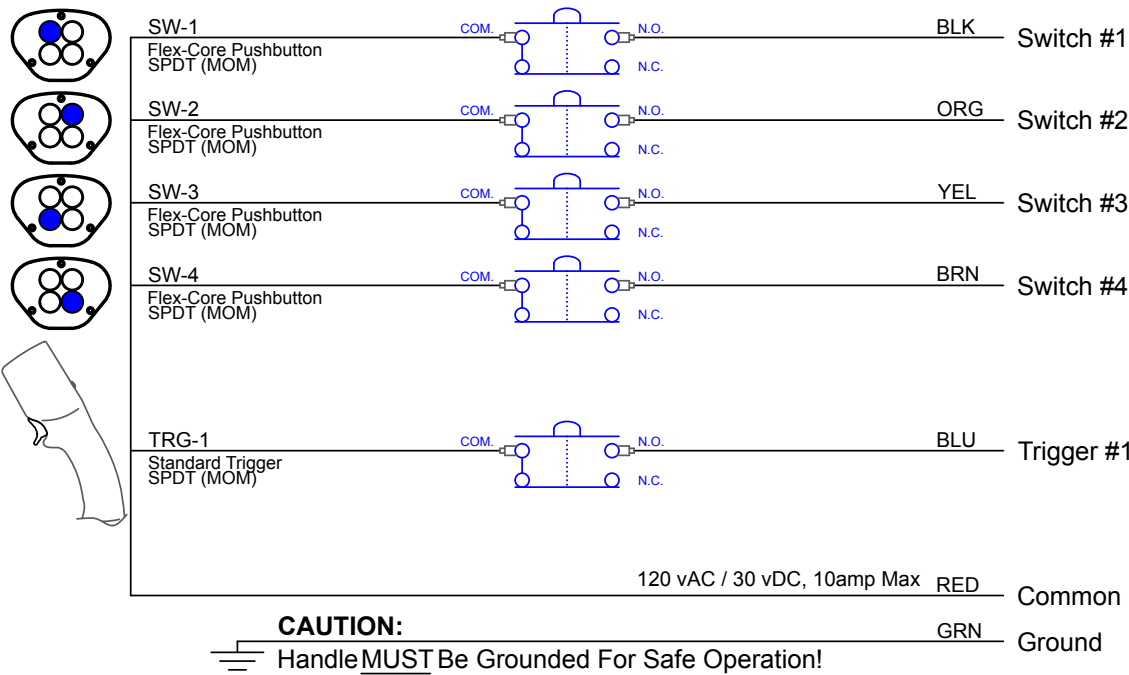 SW-1 COM. N.O. BLK Switch #1
Flex-Core Pushbutton
SPDT (MOM) N.C.
SW-2 COM. N.O. ORG Switch #2
Flex-Core Pushbutton
SPDT (MOM) N.C.
SW-3 COM. N.O. YEL Switch #3
Flex-Core Pushbutton
SPDT (MOM) N.C.
SW-4 COM. N.O. BRN Switch #4
Flex-Core Pushbutton
SPDT (MOM) N.C.
TRG-1 COM. N.O. BLU Trigger #1
Standard Trigger
SPDT (MOM) N.C.
120 vAC / 30 vDC, 10amp Max RED Common
CAUTION: GRN Ground
Handle MUST Be Grounded For Safe Operation!